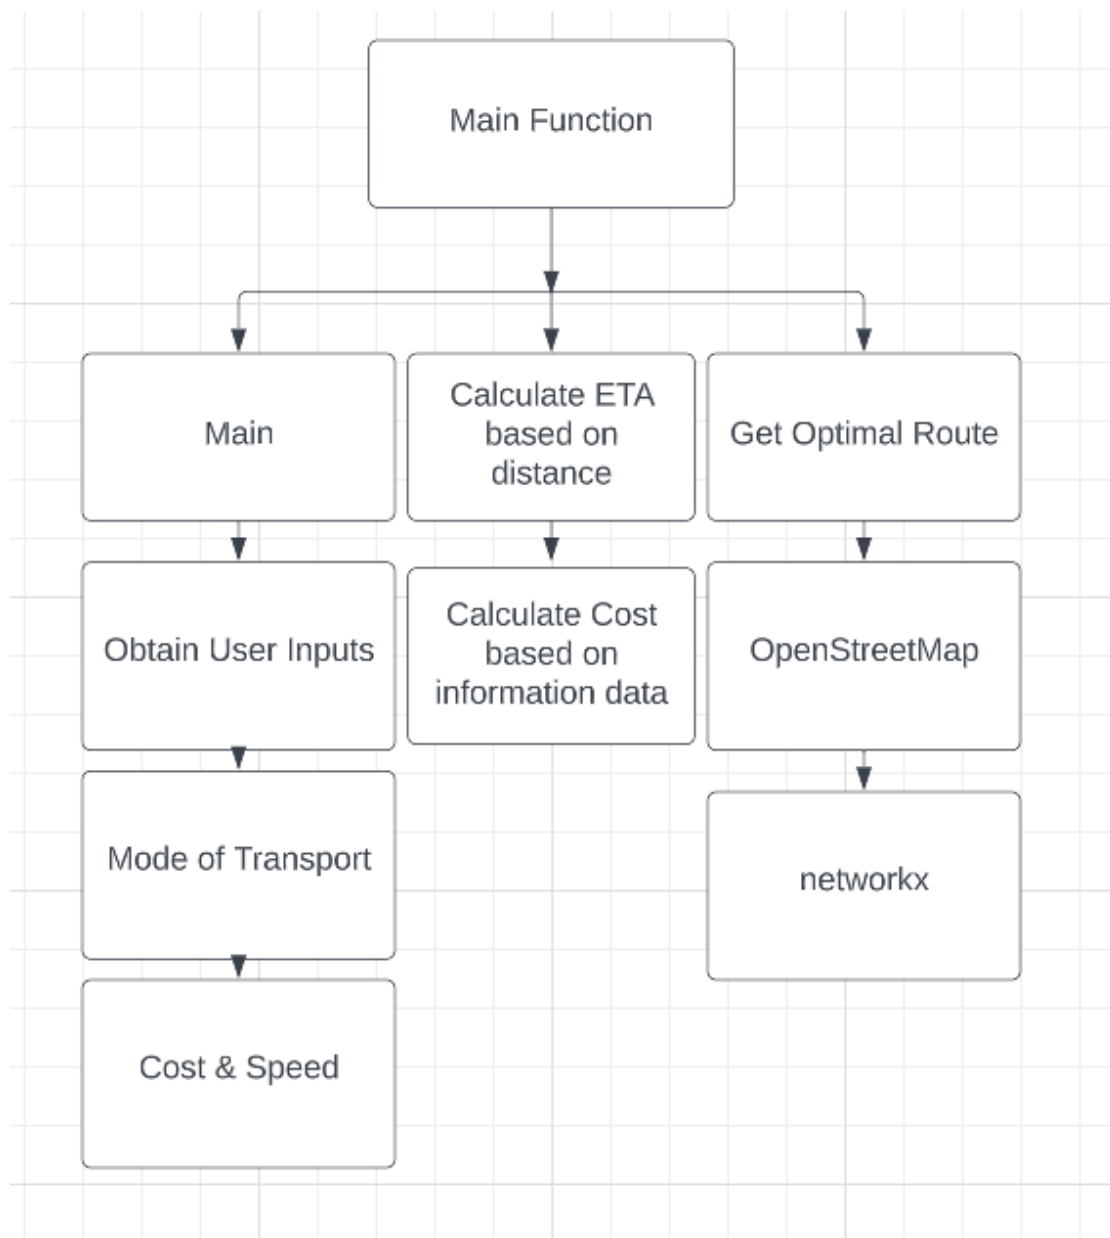 Main Function
Main
Calculate ETA
based on
distance
Get Optimal Route
Obtain User Inputs
Calculate Cost
based on
information data
OpenStreetMap
Mode of Transport
networkx
Cost & Speed